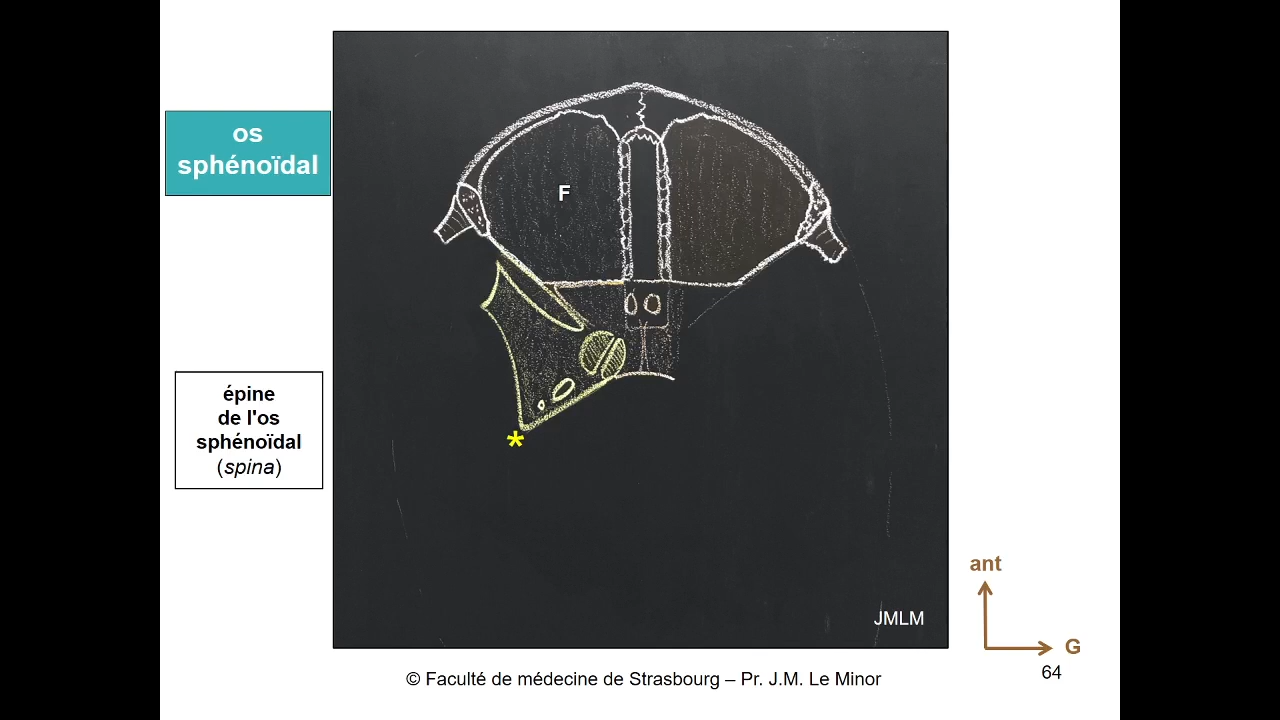 os
sphénoïdal
F
épine
de l'os
sphénoïdal
(spina)
*
ant
G
JMLM
64
© Faculté de médecine de Strasbourg – Pr. J.M. Le Minor